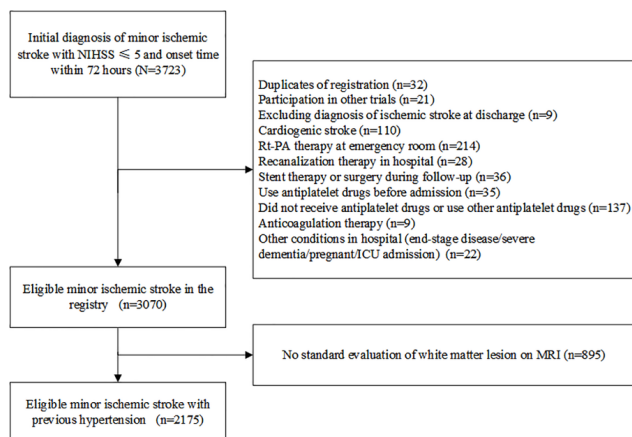 Initial diagnosis of minor ischemic
stroke with NIHSS ≤ 5 and onset time
within 72 hours (N=3723)
Duplicates of registration (n=32)
Participation in other trials (n=21)
Excluding diagnosis of ischemic stroke at discharge (n=9)
Cardiogenic stroke (n=110)
Rt-PA therapy at emergency room (n=214)
Recanalization therapy in hospital (n=28)
Stent therapy or surgery during follow-up (n=36)
Use antiplatelet drugs before admission (n=35)
Did not receive antiplatelet drugs or use other antiplatelet drugs (n=137)
Anticoagulation therapy (n=9)
Other conditions in hospital (end-stage disease/severe
dementia/pregnant/ICU admission) (n=22)
Eligible minor ischemic stroke in the
registry (n=3070)
No standard evaluation of white matter lesion on MRI (n=895)
Eligible minor ischemic stroke with
previous hypertension (n=2175)